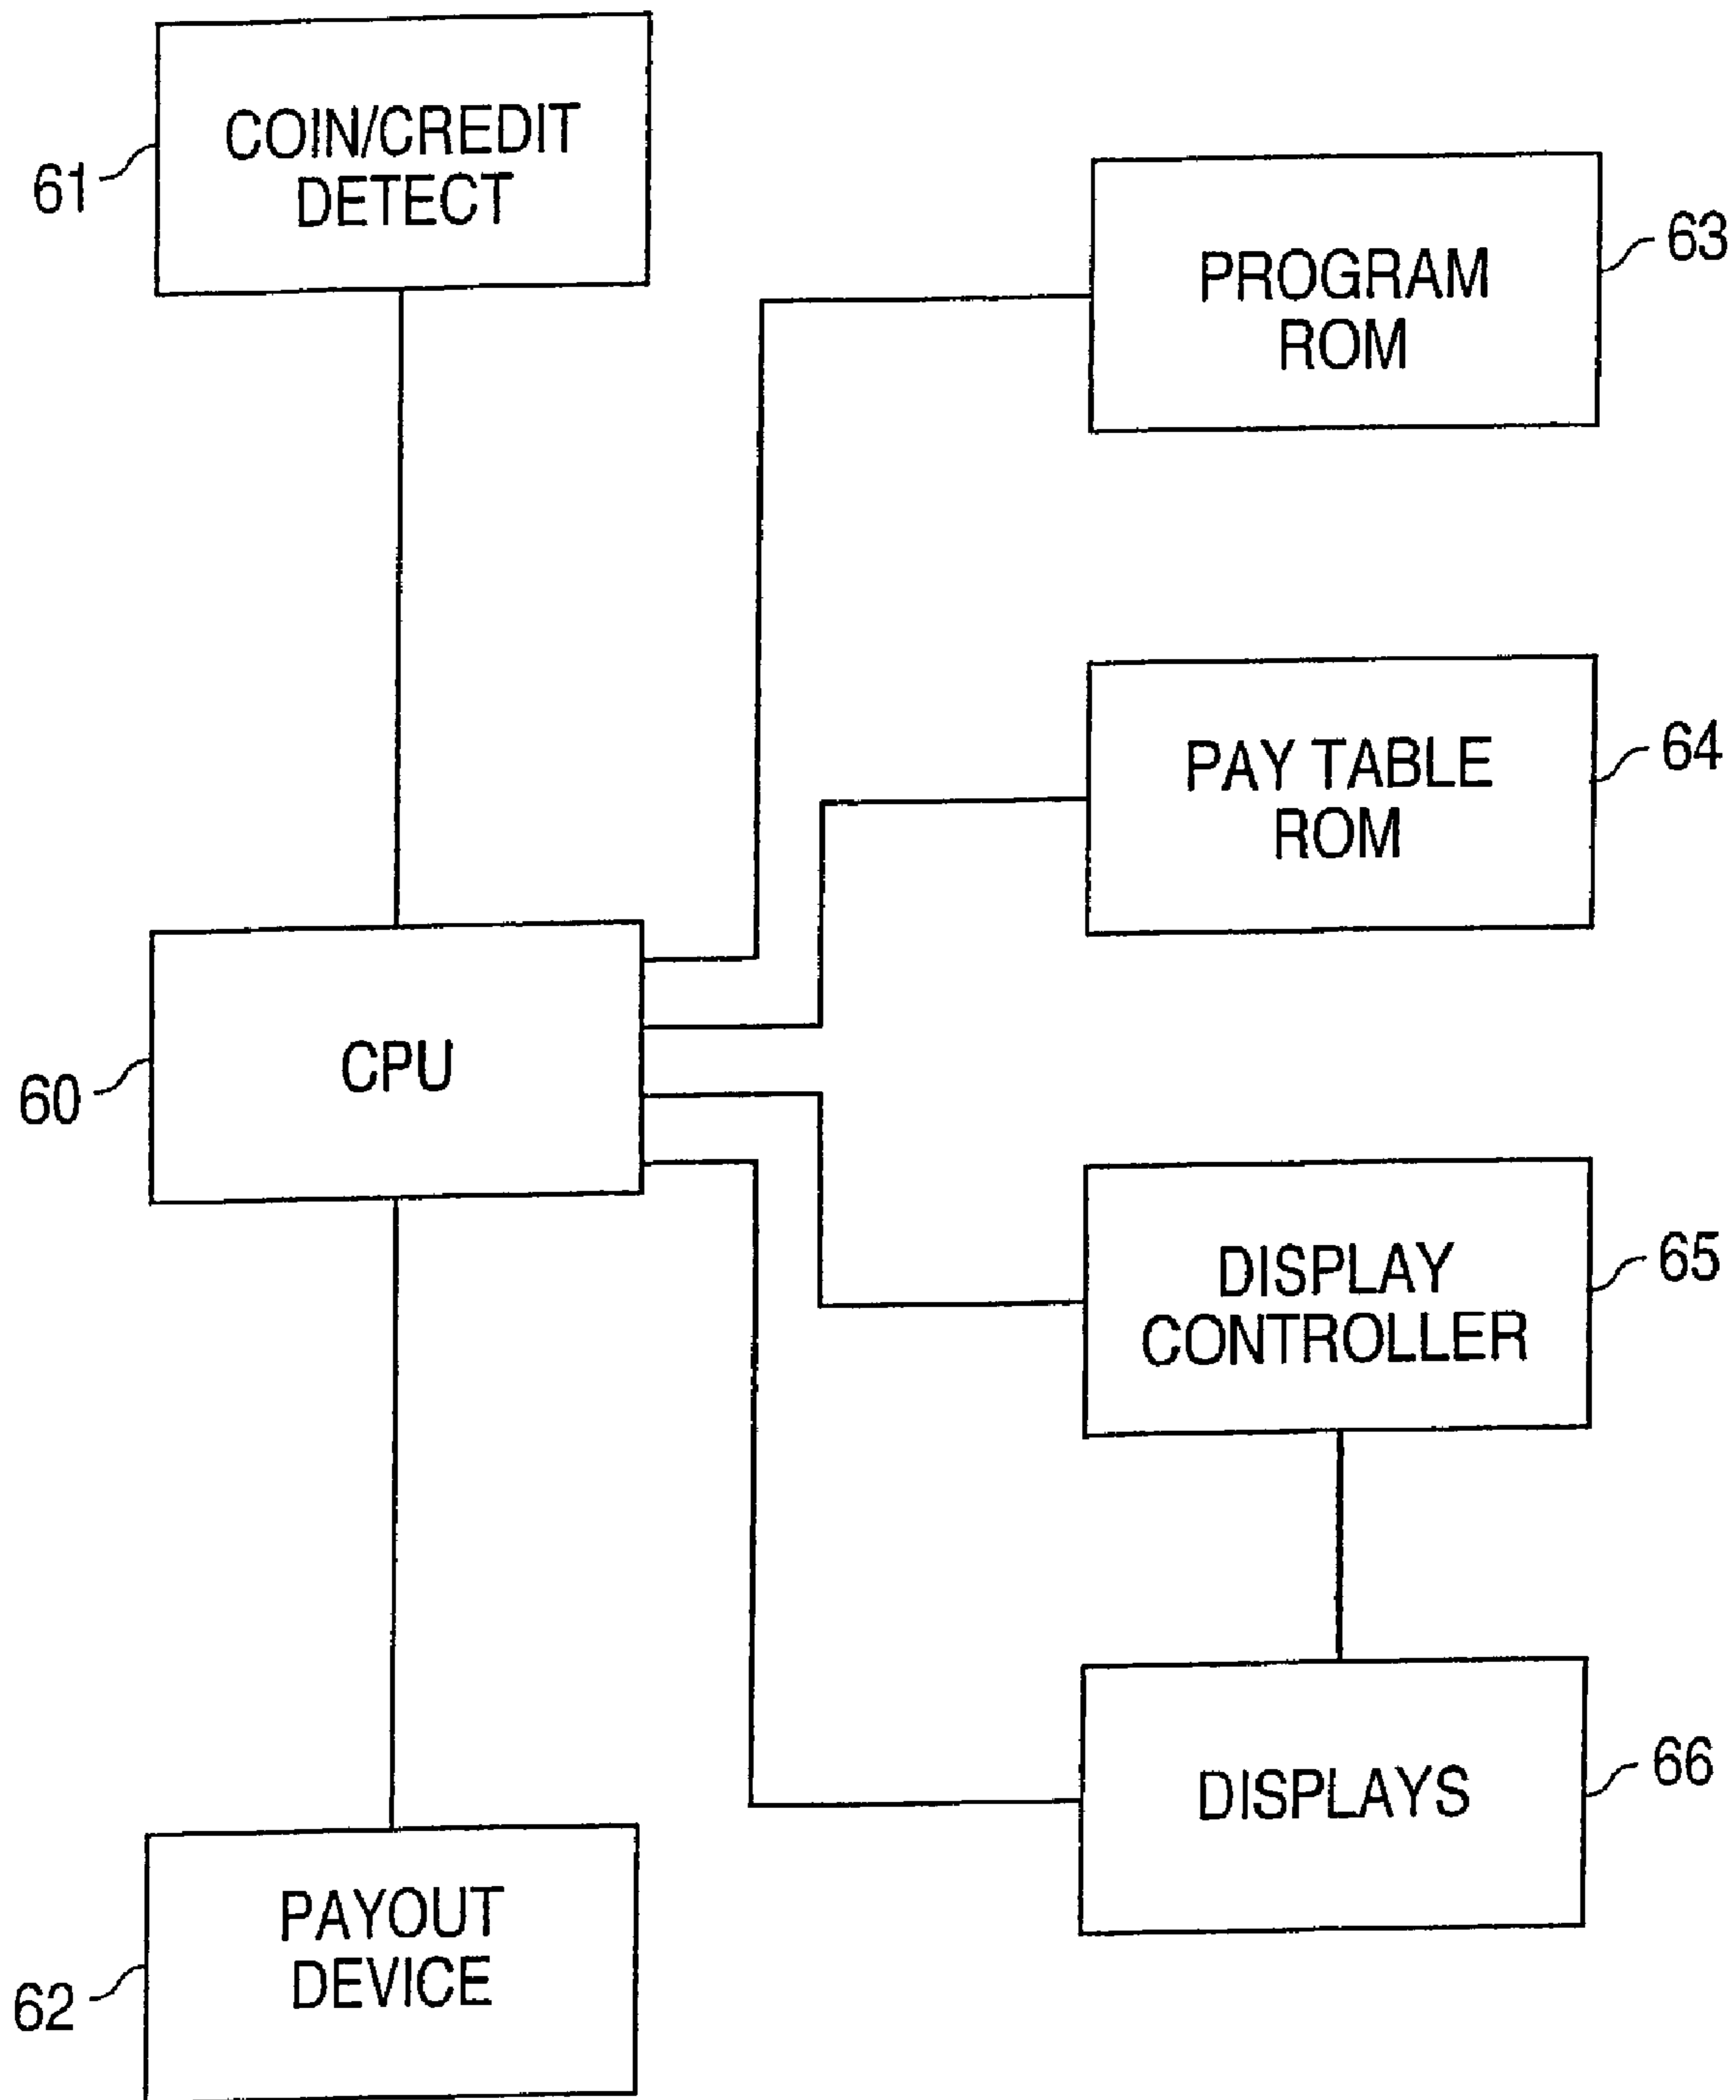 COIN/CREDIT
DETECT
61
PROGRAM
ROM
63
PAY TABLE
ROM
64
CPU
60
DISPLAY
CONTROLLER
65
DISPLAYS
66
PAYOUT
DEVICE
62